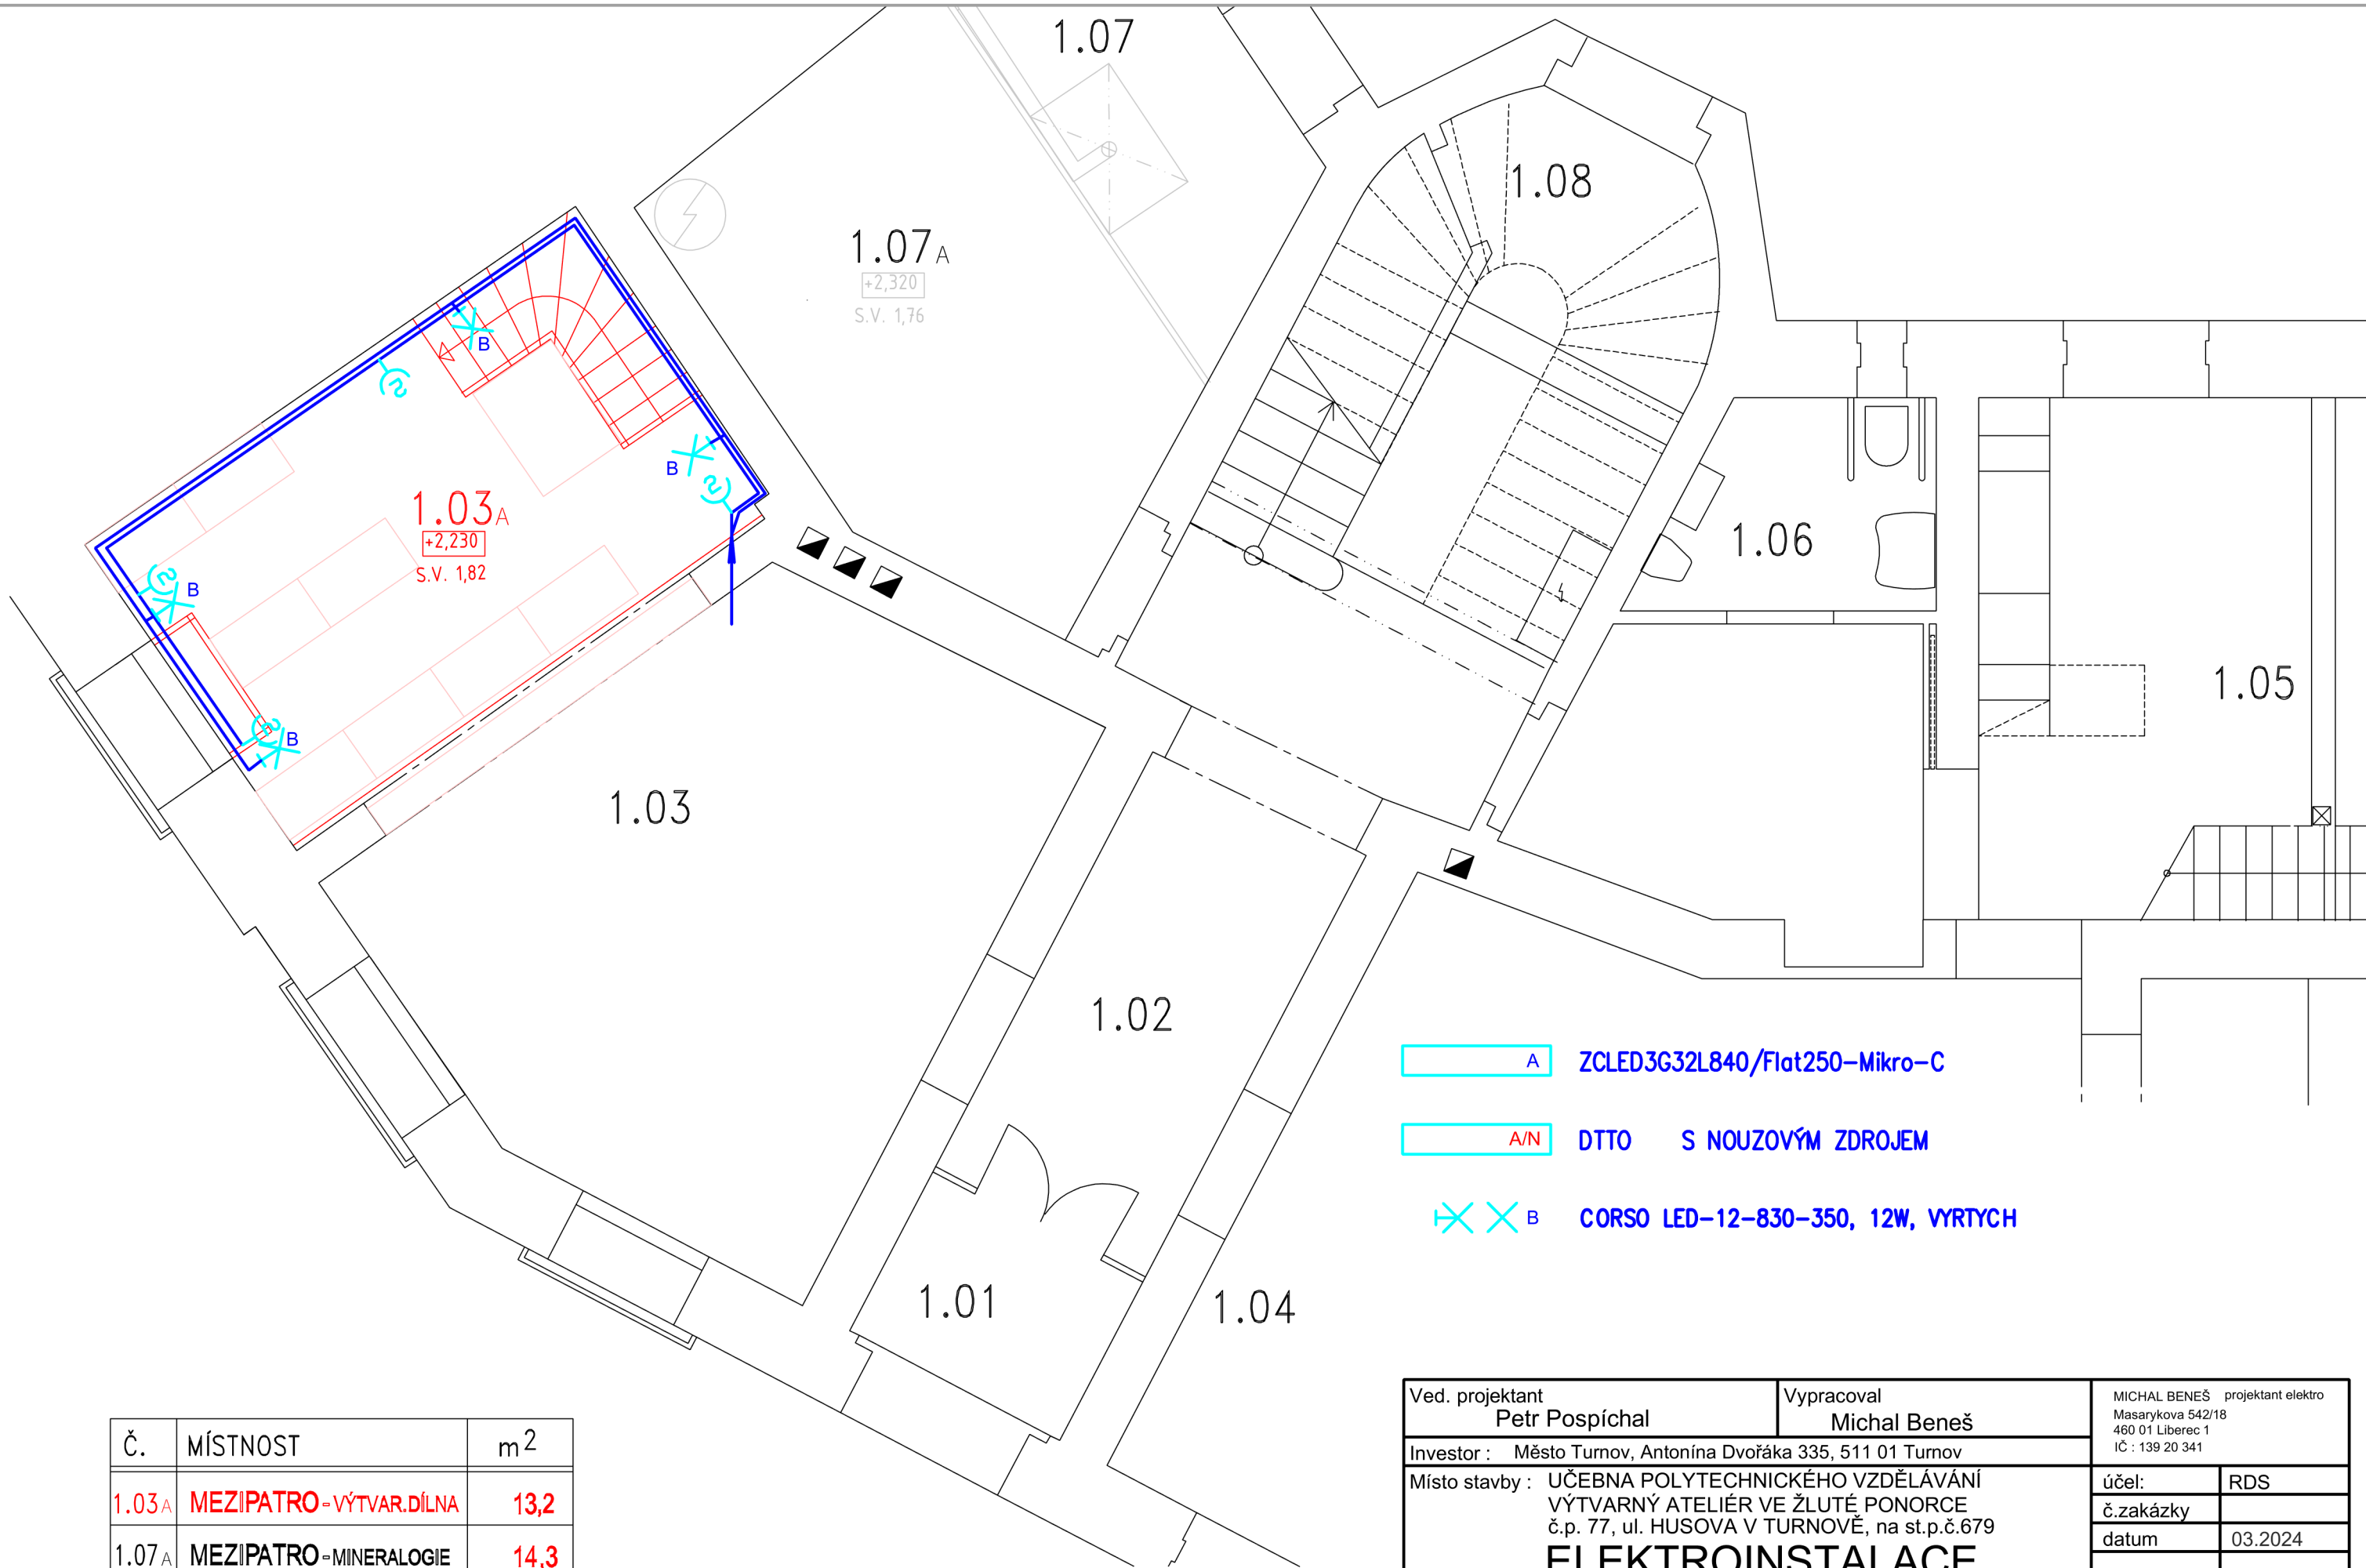 1.07
1.08
1.07A
+2,320
S.V. 1,76
B
B
1.03A
+2,230
S.V. 1,82
B
B
1.06
1.05
1.03
1.02
1.01
1.04
A ZCLED3G32L840/Flat250-Mikro-C
A/N DTTO S NOUZOVÝM ZDROJEM
B CORSO LED-12-830-350, 12W, VYRTYCH
Č. MÍSTNOST m2
1.03A MEZIPATRO-VÝTVAR.DÍLNA 13,2
1.07A MEZIPATRO-MINERALOGIE 14,3
Ved. projektant
Petr Pospíchal
Vypracoval
Michal Beneš
MICHAL BENEŠ projektant elektro
Masarykova 542/18
460 01 Liberec 1
IČ : 139 20 341
Investor : Město Turnov, Antonína Dvořáka 335, 511 01 Turnov
Místo stavby : UČEBNA POLYTECHNICKÉHO VZDĚLÁVÁNÍ
VÝTVARNÝ ATELIÉR VE ŽLUTÉ PONORCE
č.p. 77, ul. HUSOVA V TURNOVĚ, na st.p.č.679
ELEKTROINSTALACE
účel: RDS
č.zakázky
datum 03.2024